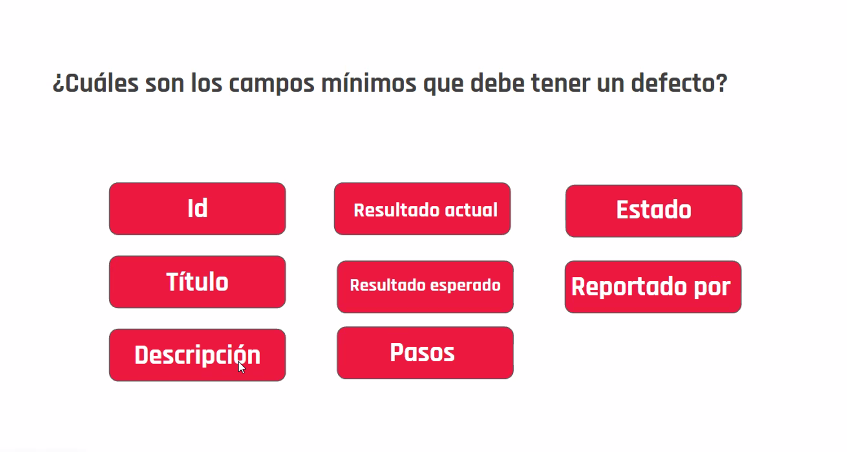 ¿Cuáles son los campos mínimos que debe tener un defecto?
Id
Resultado actual
Estado
Título
Resultado esperado
Reportado por
Descripción
Pasos